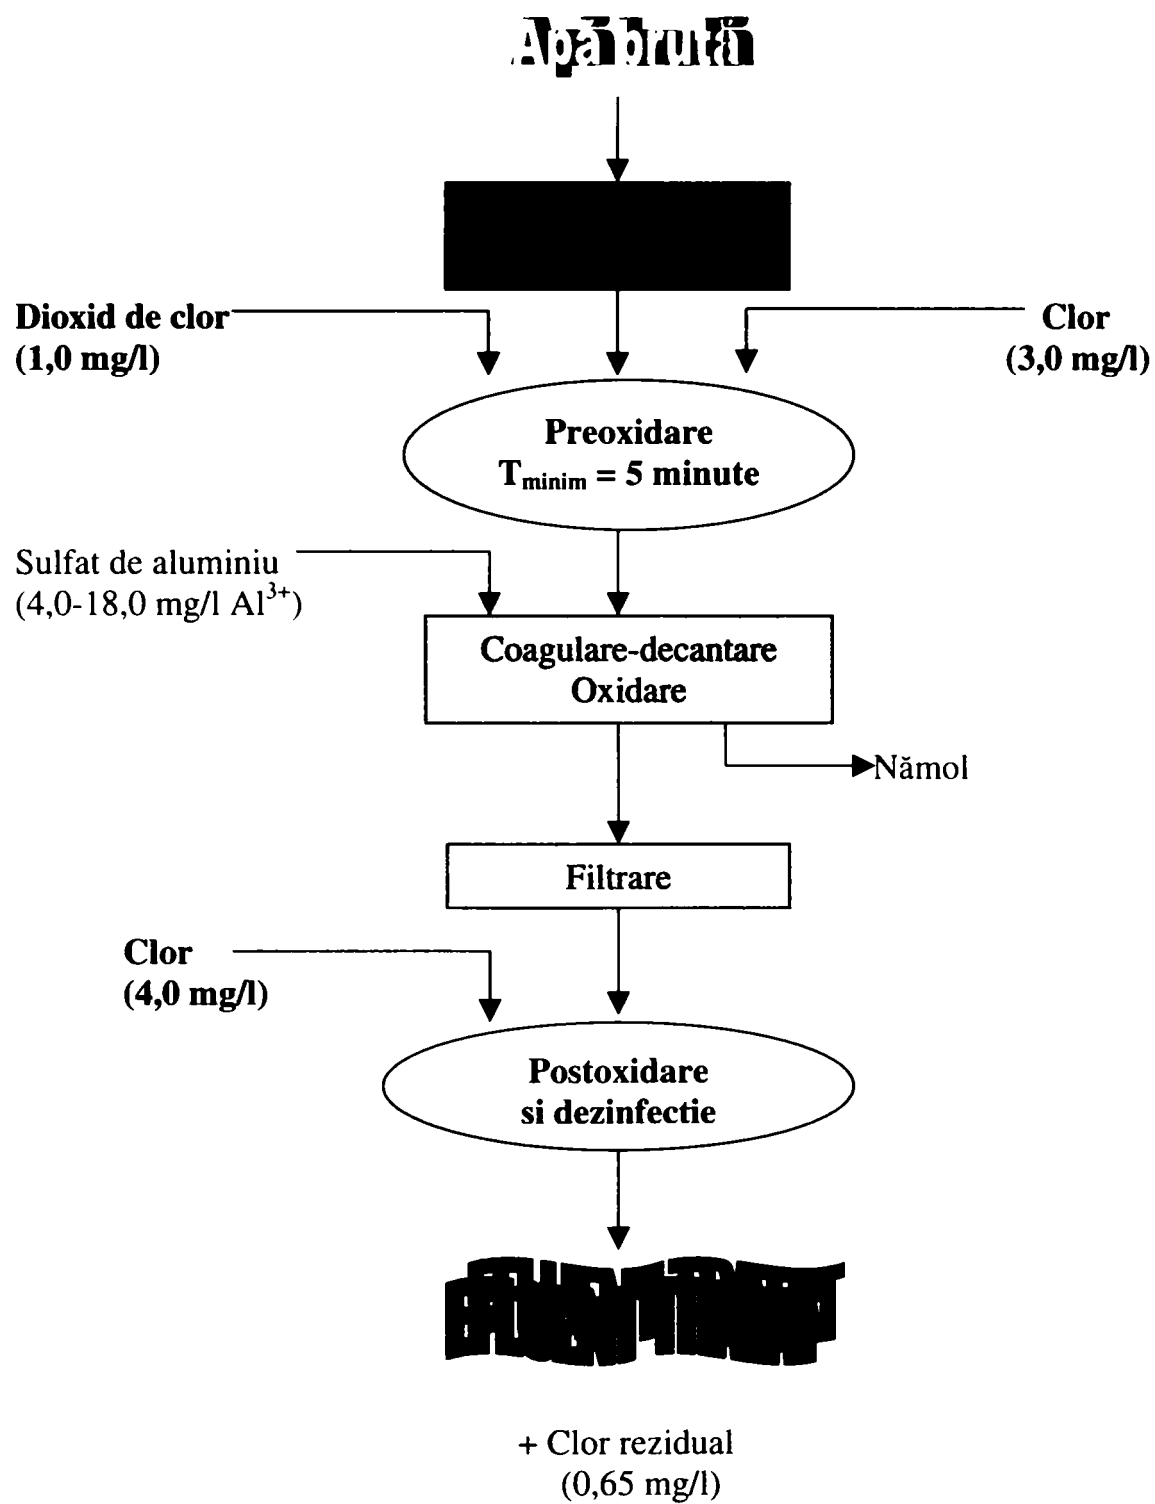 Apă brută
Dioxid de clor
(1,0 mg/l)
Clor
(3,0 mg/l)
Preoxidare
Tminim = 5 minute
Sulfat de aluminiu
(4,0-18,0 mg/l Al³⁺)
Coagulare-decantare
Oxidare
Nămol
Filtrare
Clor
(4,0 mg/l)
Postoxidare
si dezinfectie
+ Clor rezidual
(0,65 mg/l)